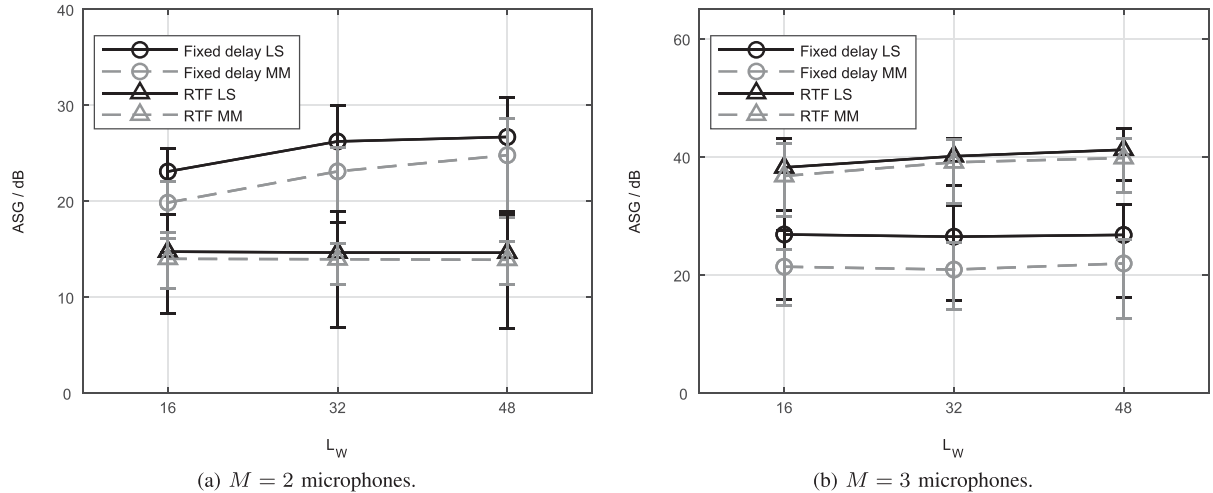 40
30
20
10
0
ASG / dB
Fixed delay LS
Fixed delay MM
RTF LS
RTF MM
16 32 48
L_W
(a) M = 2 microphones.
60
40
20
0
ASG / dB
Fixed delay LS
Fixed delay MM
RTF LS
RTF MM
16 32 48
L_W
(b) M = 3 microphones.